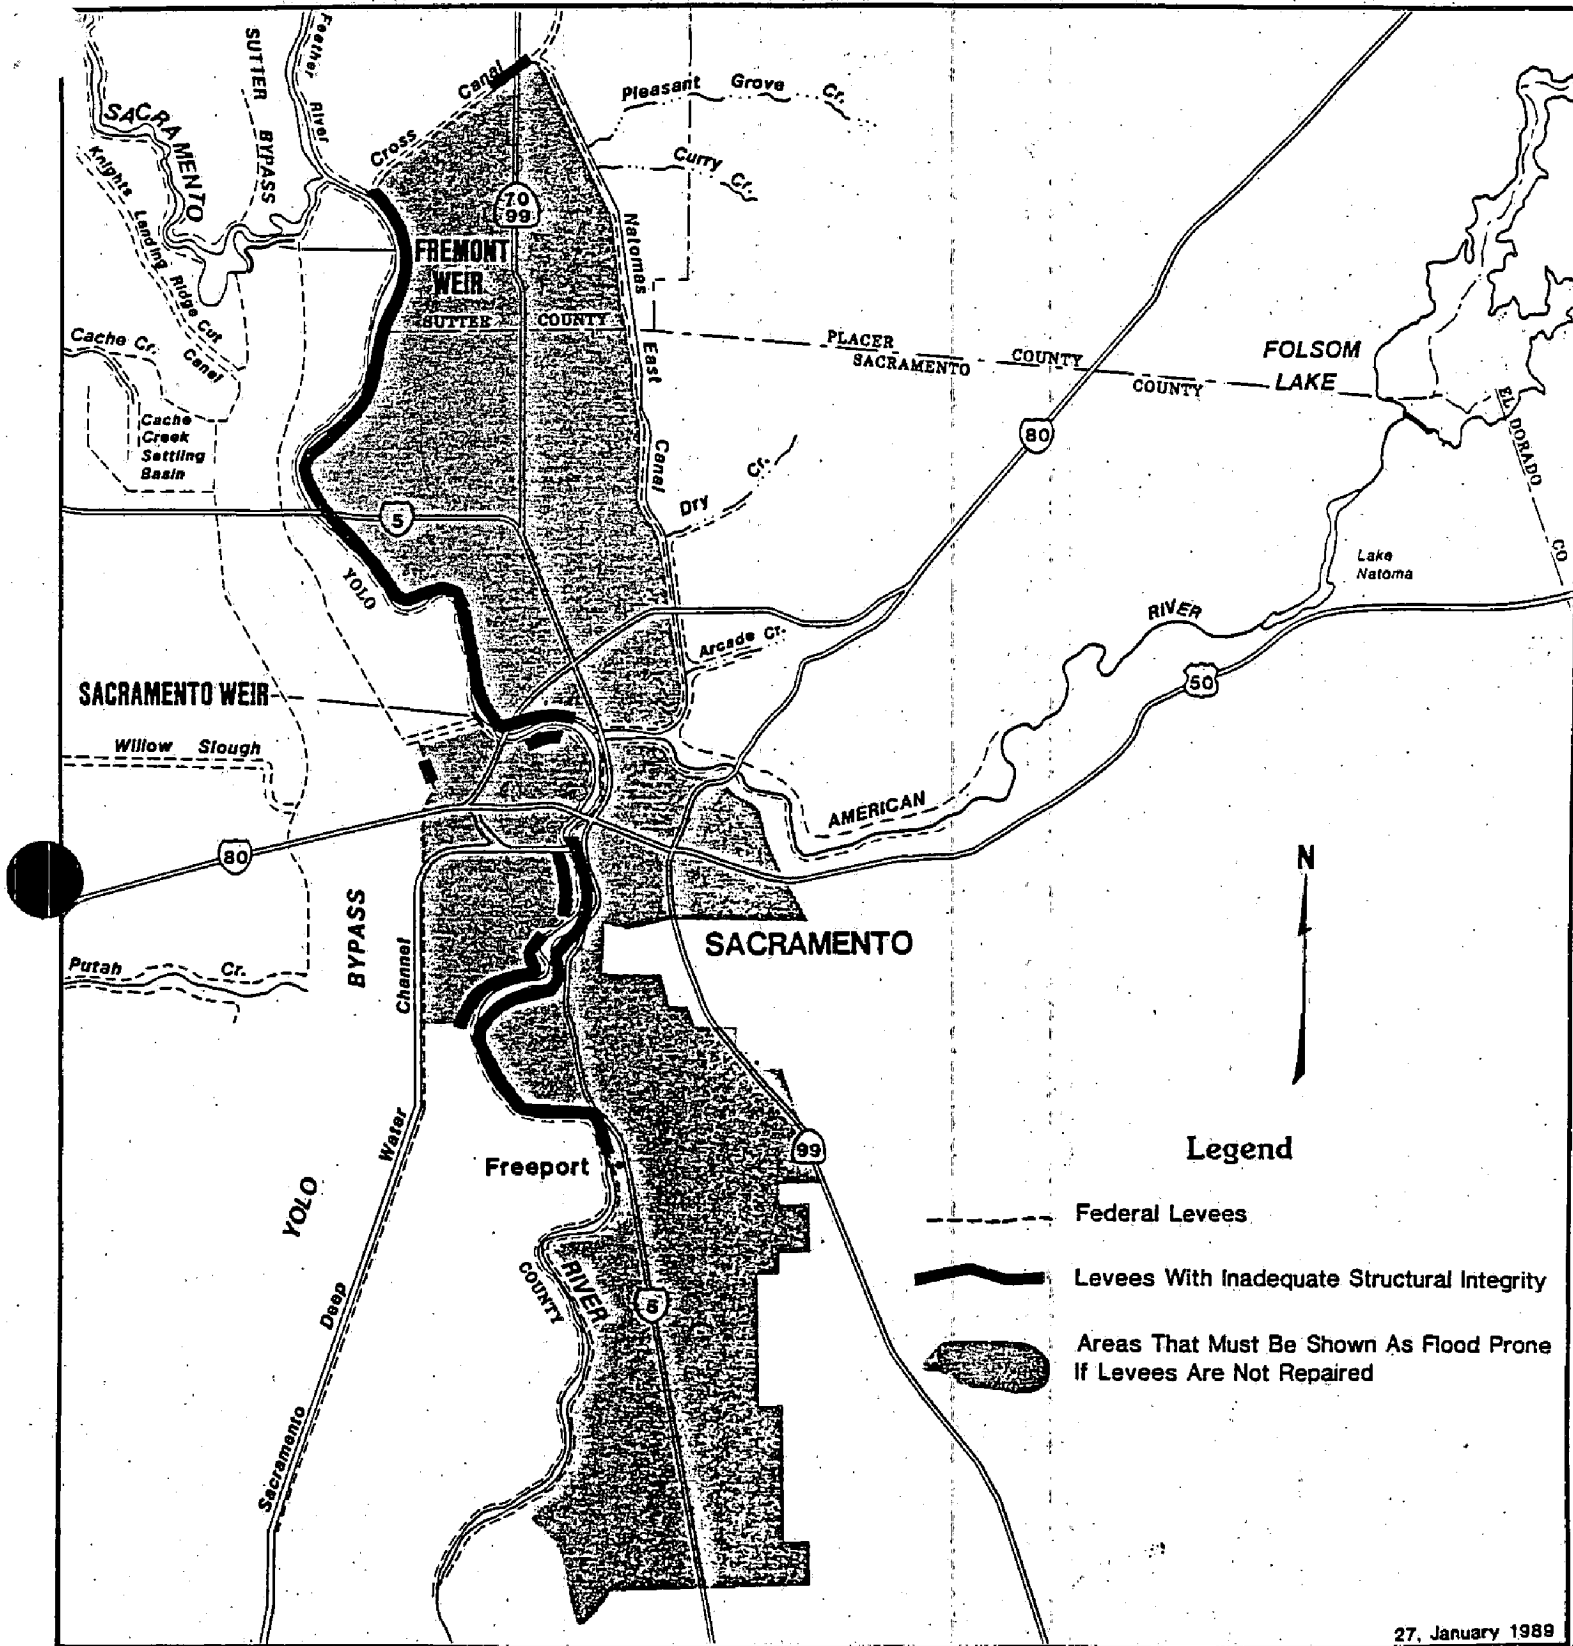 Feather River
SUTTER BYPASS
SACRAMENTO
Knights Landing Ridge Cut Canal
Cross Canal
Pleasant Grove Cr.
Curry Cr.
70
99
FREMONT
WEIR
Natomas East Canal
SUTTER COUNTY
PLACER COUNTY
SACRAMENTO COUNTY
FOLSOM
LAKE
EL DORADO CO
Cache Cr.
Cache
Creek
Settling
Basin
80
Dry Cr.
5
YOLO
Lake
Natoma
RIVER
Arcade Cr.
50
SACRAMENTO WEIR
Willow Slough
AMERICAN
80
N
BYPASS
SACRAMENTO
Putah Cr.
Channel
Water
99
Legend
Freeport
YOLO
Federal Levees
RIVER
COUNTY
Deep
5
Levees With Inadequate Structural Integrity
Areas That Must Be Shown As Flood Prone
If Levees Are Not Repaired
Sacramento
27, January 1989